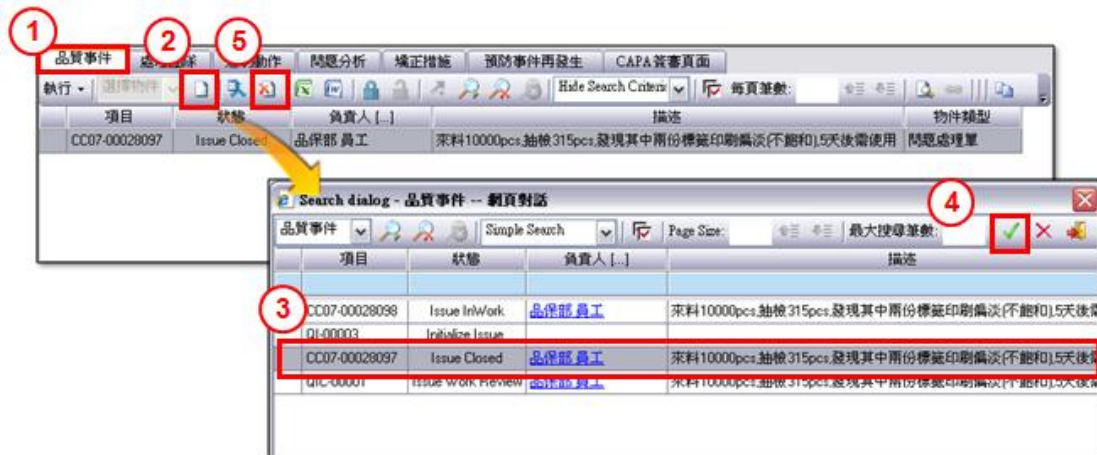 1
2
5
品質事件 處理團隊 動作 問題分析 矯正措施 預防事件再發生 CAPA簽審頁面
執行 選擇物件 Hide Search Criteria 每頁筆數:
項目 狀態 負責人 [...] 描述 物件類型
CC07-00028097 Issue Closed 品保部 員工 來料10000pcs,抽檢315pcs,發現其中兩份標籤印刷偏淡(不飽和),5天後需使用 問題處理單
4
Search dialog - 品質事件 -- 網頁對話
品質事件 Simple Search Page Size: 最大搜尋筆數:
項目 狀態 負責人 [...] 描述
3
CC07-00028098 Issue InWork 品保部 員工 來料10000pcs,抽檢315pcs,發現其中兩份標籤印刷偏淡(不飽和),5天後需
QI-00003 Initialize Issue
CC07-00028097 Issue Closed 品保部 員工 來料10000pcs,抽檢315pcs,發現其中兩份標籤印刷偏淡(不飽和),5天後需
QIC-00001 Issue Work Review 品保部 員工 來料10000pcs,抽檢315pcs,發現其中兩份標籤印刷偏淡(不飽和),5天後需